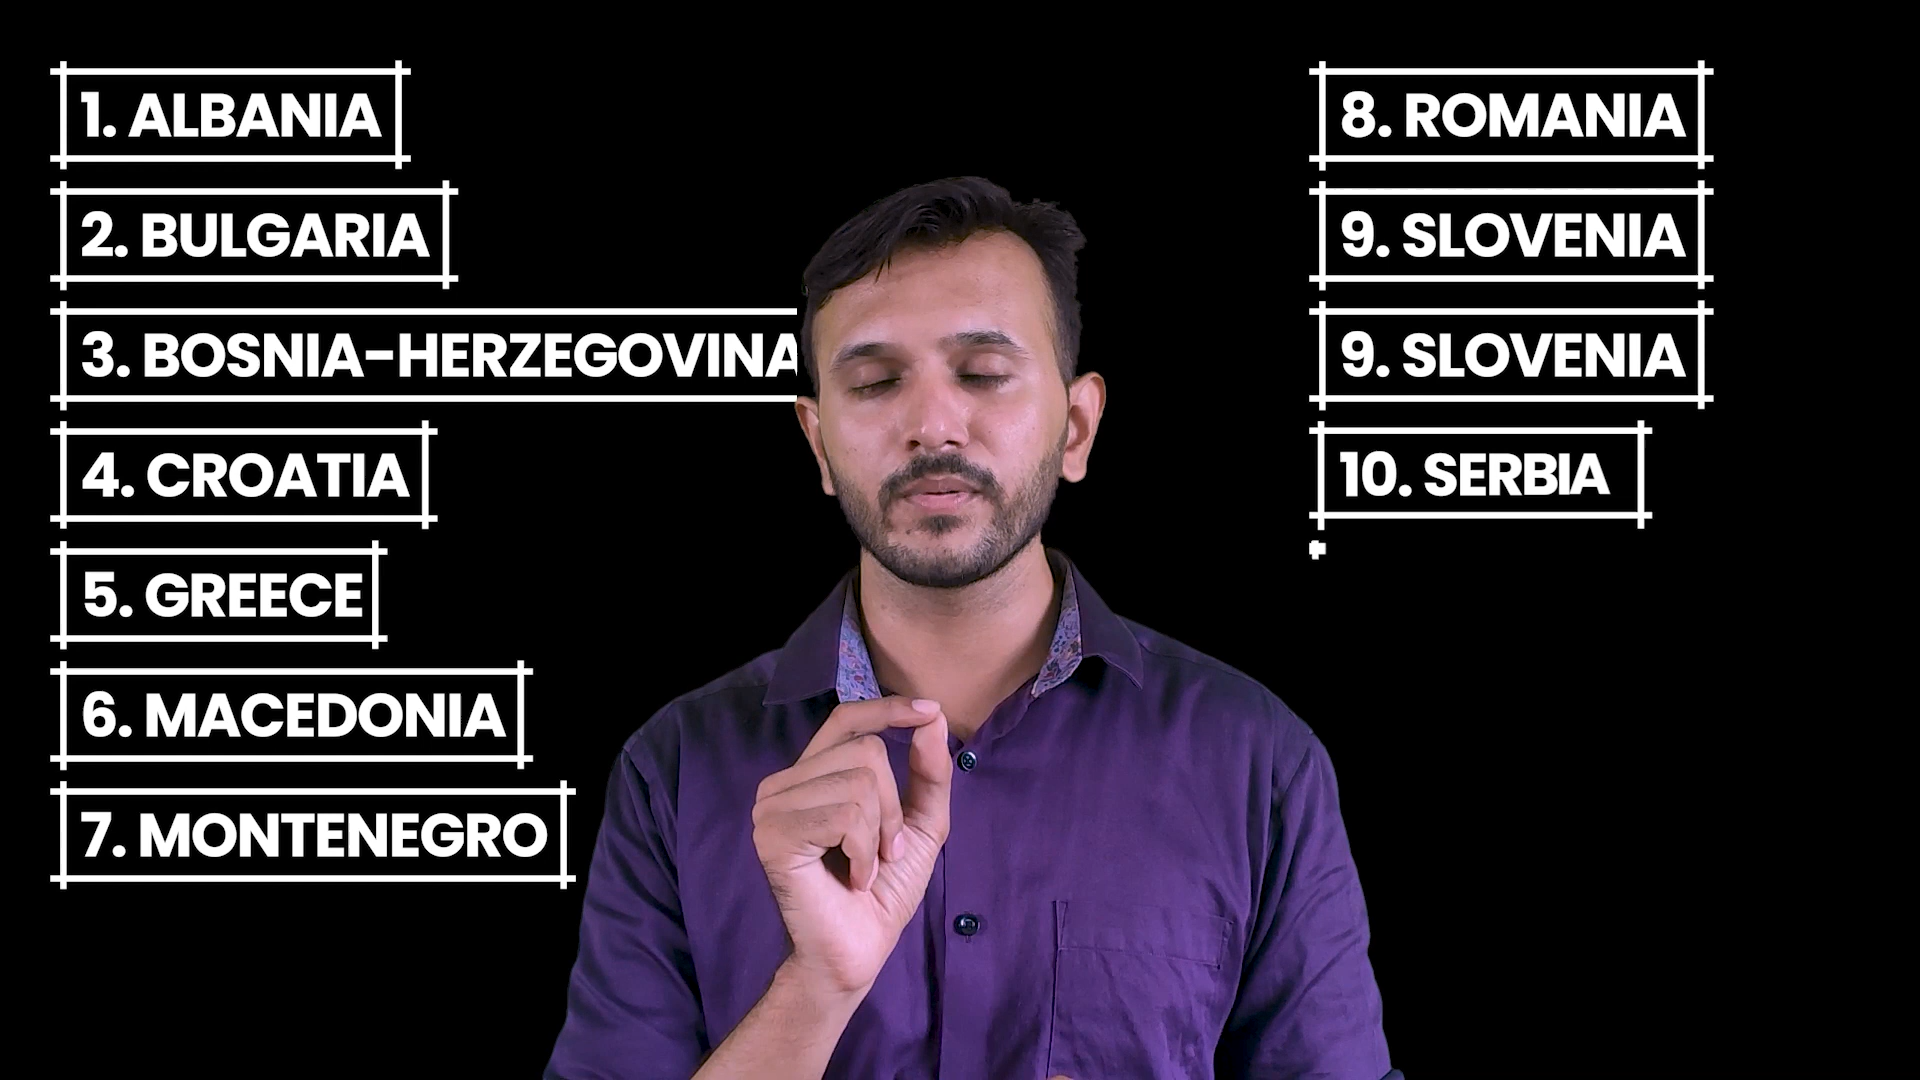 1. ALBANIA
2. BULGARIA
3. BOSNIA-HERZEGOVINA
4. CROATIA
5. GREECE
6. MACEDONIA
7. MONTENEGRO
8. ROMANIA
9. SLOVENIA
9. SLOVENIA
10. SERBIA